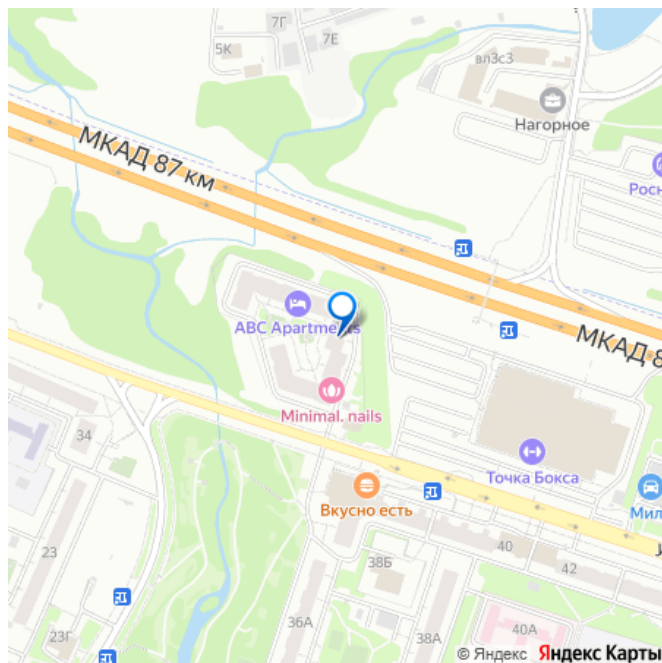 7Г
7Е
5К
вл3с3
Нагорное
МКАД 87 км
Росн
ABC Apartments
МКАД 8
Minimal. nails
34
Точка Бокса
Вкусно есть
Мил
23
40
38Б
42
23Г
36А
38А
40А
© Яндекс Яндекс Карты